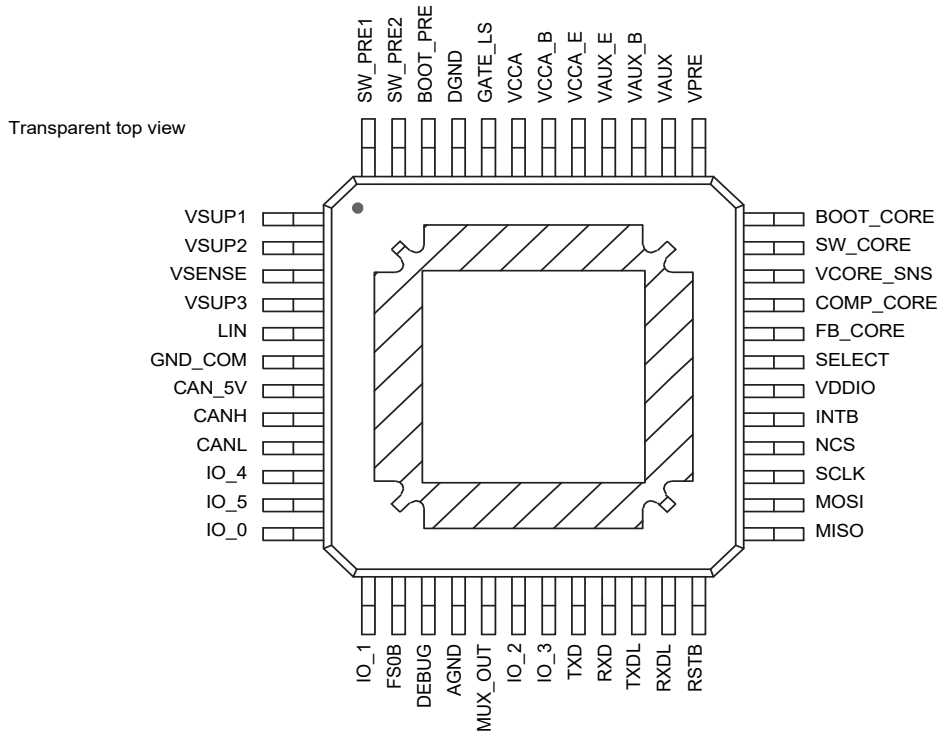 SW_PRE1
SW_PRE2
BOOT_PRE
DGND
GATE_LS
VCCA
VCCA_B
VCCA_E
VAUX_E
VAUX_B
VAUX
VPRE
Transparent top view
VSUP1
VSUP2
VSENSE
VSUP3
LIN
GND_COM
CAN_5V
CANH
CANL
IO_4
IO_5
IO_0
BOOT_CORE
SW_CORE
VCORE_SNS
COMP_CORE
FB_CORE
SELECT
VDDIO
INTB
NCS
SCLK
MOSI
MISO
IO_1
FS0B
DEBUG
AGND
MUX_OUT
IO_2
IO_3
TXD
RXD
TXDL
RXDL
RSTB